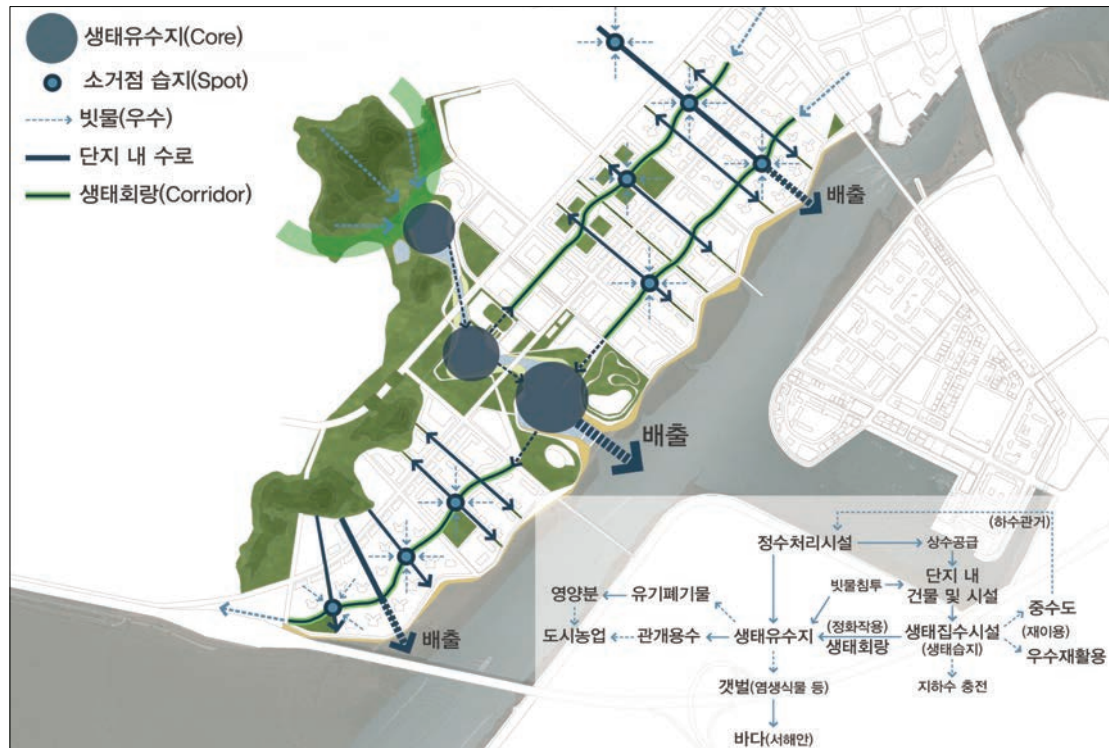 생태유수지(Core)
소거점 습지(Spot)
빗물(우수)
단지 내 수로
생태회랑(Corridor)
배출
배출
배출
(하수관거)
정수처리시설
상수공급
빗물침투
단지 내
건물 및 시설
영양분
유기폐기물
중수도
(재이용)
도시농업
관개용수
생태유수지
(정화작용)
생태회랑
생태집수시설
(생태습지)
우수재활용
갯벌(염생식물 등)
지하수 충전
바다(서해안)